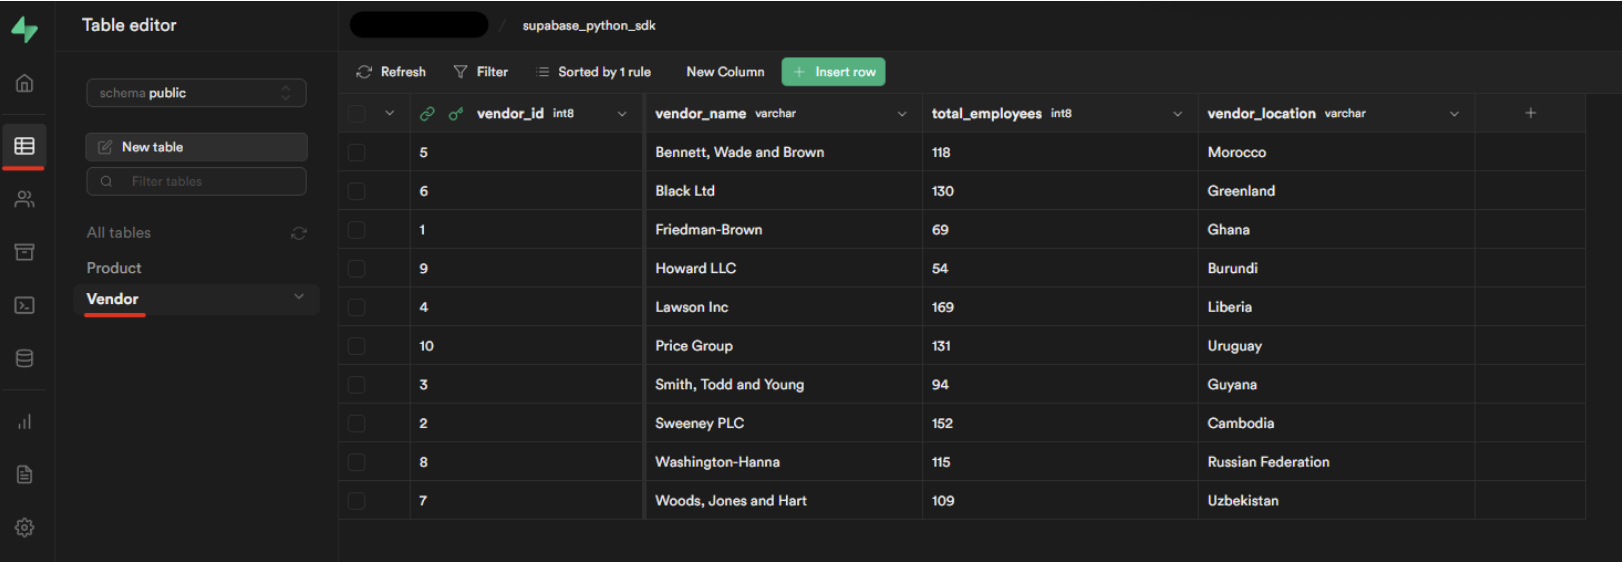 Table editor
supabase_python_sdk
schema public
New table
Filter tables
All tables
Product
Vendor
Refresh Filter Sorted by 1 rule New Column + Insert row
vendor_id int8 vendor_name varchar total_employees int8 vendor_location varchar +
5 Bennett, Wade and Brown 118 Morocco
6 Black Ltd 130 Greenland
1 Friedman-Brown 69 Ghana
9 Howard LLC 54 Burundi
4 Lawson Inc 169 Liberia
10 Price Group 131 Uruguay
3 Smith, Todd and Young 94 Guyana
2 Sweeney PLC 152 Cambodia
8 Washington-Hanna 115 Russian Federation
7 Woods, Jones and Hart 109 Uzbekistan